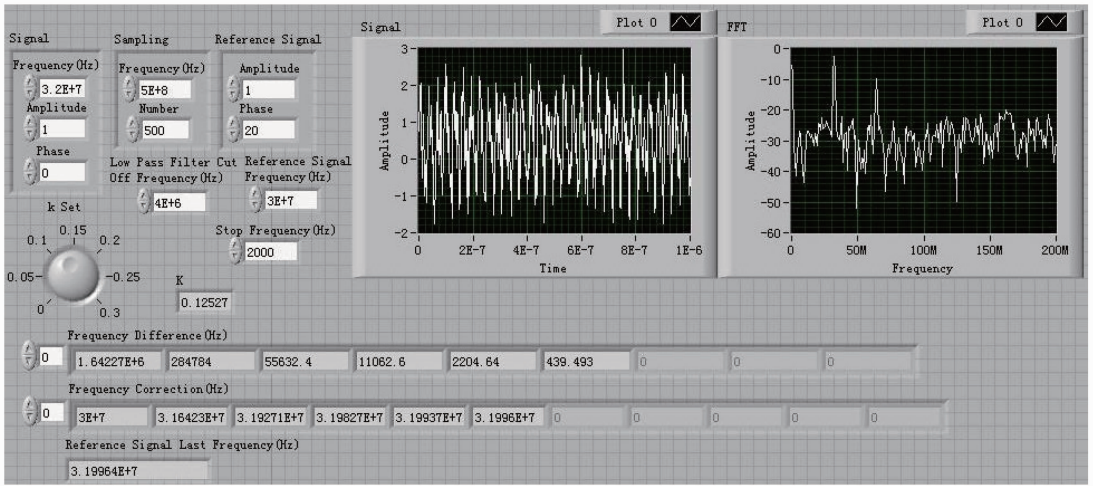 Signal
Frequency(Hz)
3.2E+7
Amplitude
1
Phase
0
Sampling
Frequency(Hz)
5E+8
Number
500
Reference Signal
Amplitude
1
Phase
20
Low Pass Filter Cut Off Frequency(Hz)
4E+6
Reference Signal Frequency(Hz)
3E+7
Stop Frequency(Hz)
2000
k Set
0
0.05
0.1
0.15
0.2
0.25
0.3
K
0.12527
Signal
Plot 0
Amplitude
3
2
1
0
-1
-2
0 2E-7 4E-7 6E-7 8E-7 1E-6
Time
FFT
Plot 0
Amplitude
0
-10
-20
-30
-40
-60
0 50M 100M 150M 200M
Frequency
Frequency Difference(Hz)
0 1.64227E+6 284784 55632.4 11062.6 2204.64 439.493 0 0 0
Frequency Correction(Hz)
0 3E+7 3.16423E+7 3.19271E+7 3.19827E+7 3.19937E+7 3.1996E+7 0 0 0 0 0
Reference Signal Last Frequency(Hz)
3.19964E+7